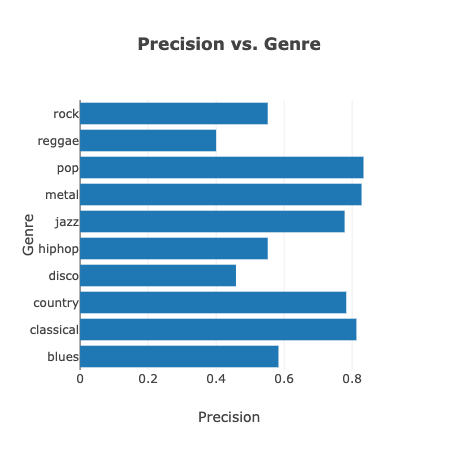 Precision vs. Genre
rock
reggae
pop
metal
jazz
hiphop
disco
country
classical
blues
Genre
0 0.2 0.4 0.6 0.8
Precision